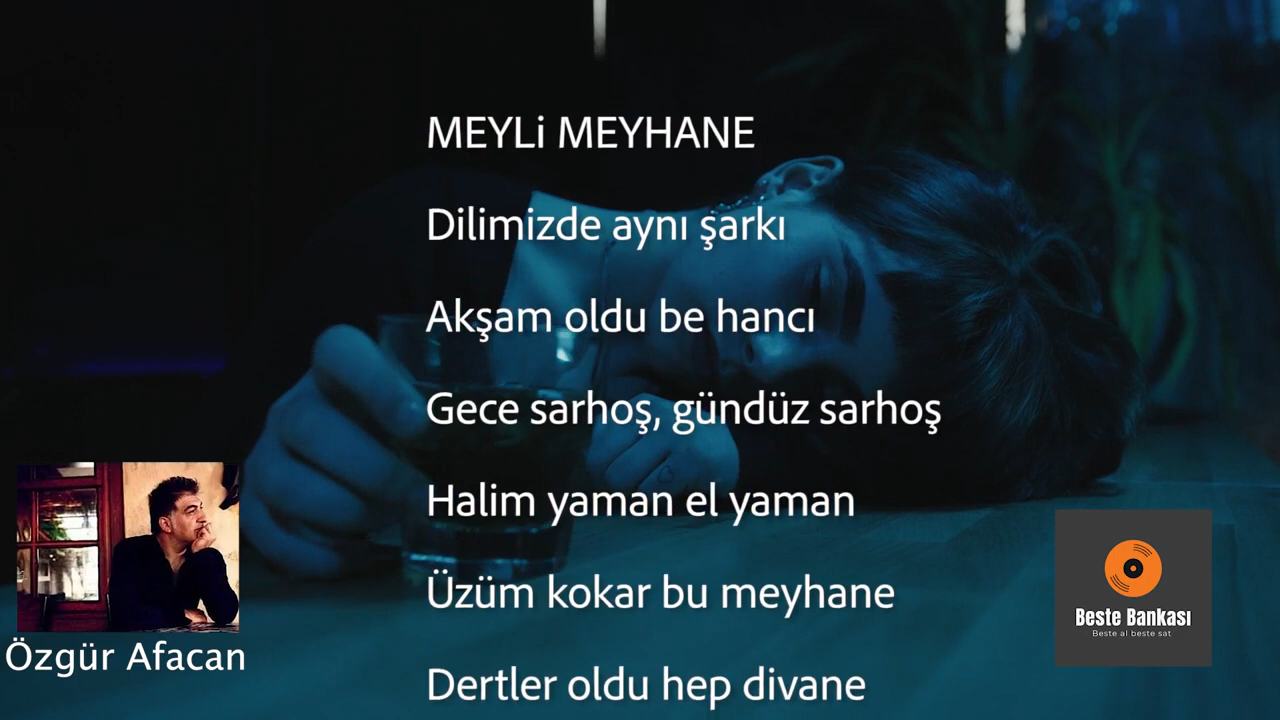 MEYLi MEYHANE
Dilimizde aynı şarkı
Akşam oldu be hancı
Gece sarhoş, gündüz sarhoş
Halim yaman el yaman
Üzüm kokar bu meyhane
Dertler oldu hep divane
Özgür Afacan
Beste Bankası
Beste al beste sat